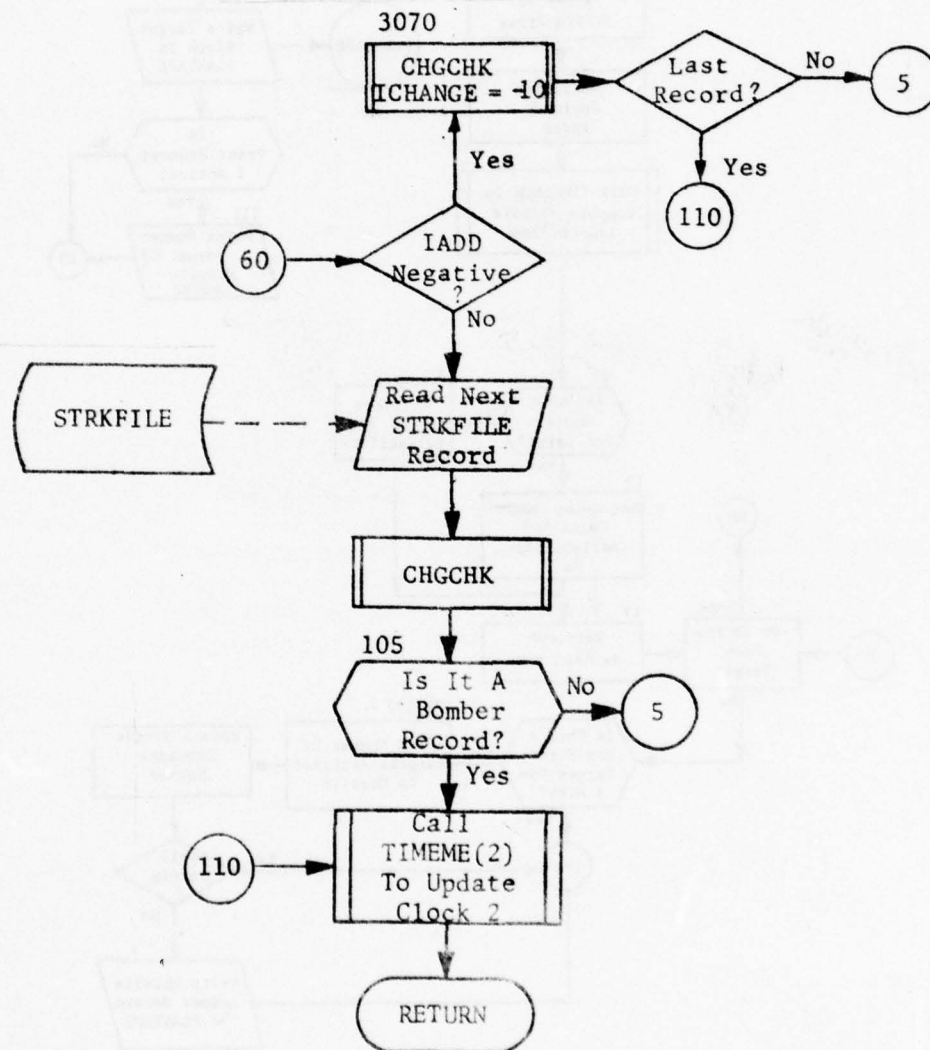 3070
CHGCHK
ICHANGE = -10
Last
Record?
No
5
Yes
110
Yes
60
IADD
Negative
?
No
STRKFILE
Read Next
STRKFILE
Record
CHGCHK
105
Is It A
Bomber
Record?
No
5
Yes
110
Call
TIMEME(2)
To Update
Clock 2
RETURN